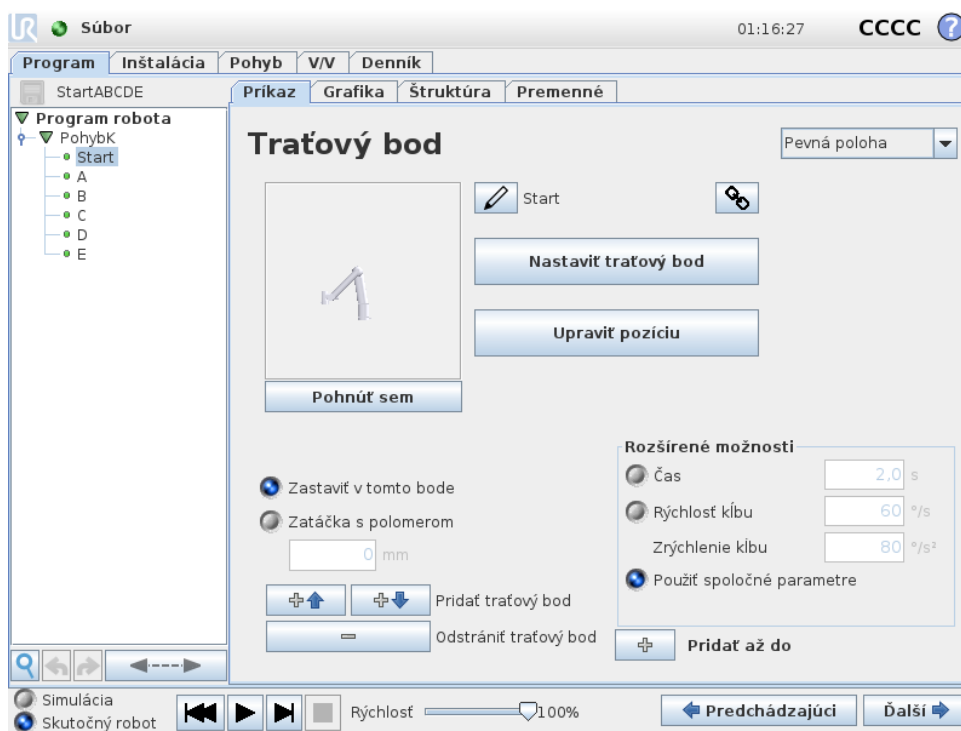 UR Súbor 01:16:27 CCCC ?
Program Inštalácia Pohyb V/V Denník
StartABCDE Príkaz Grafika Štruktúra Premenné
Program robota
PohybK
Start
A
B
C
D
E
Traťový bod Pevná poloha
Start
Nastaviť traťový bod
Upraviť pozíciu
Pohnúť sem
Zastaviť v tomto bode
Zatáčka s polomerom
0 mm
Pridať traťový bod
Odstrániť traťový bod
Rozšírené možnosti
Čas 2,0 s
Rýchlosť kĺbu 60 °/s
Zrýchlenie kĺbu 80 °/s²
Použiť spoločné parametre
Pridať až do
Simulácia
Skutočný robot
Rýchlosť 100%
Predchádzajúci Ďalší